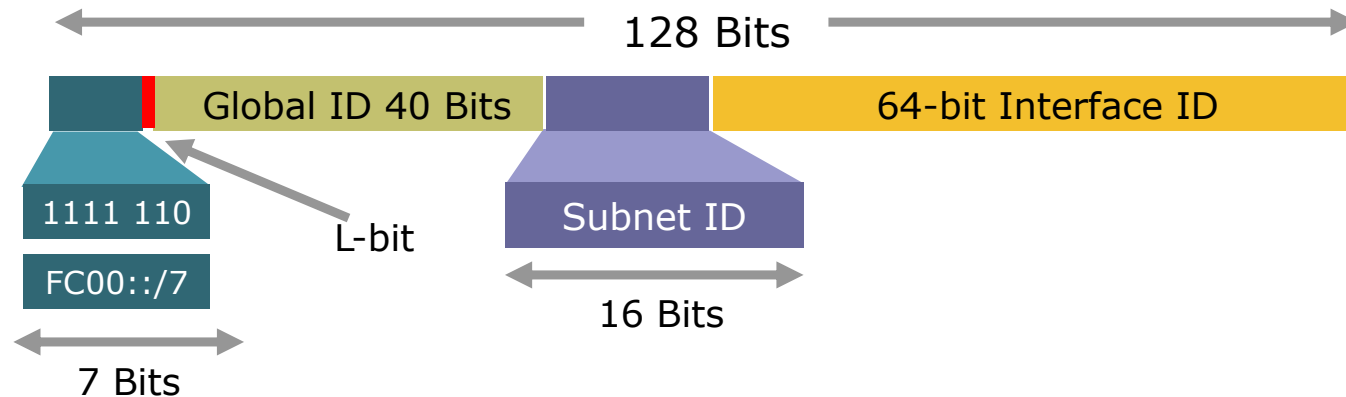 128 Bits
Global ID 40 Bits
64-bit Interface ID
1111 110
L-bit
Subnet ID
FC00::/7
16 Bits
7 Bits